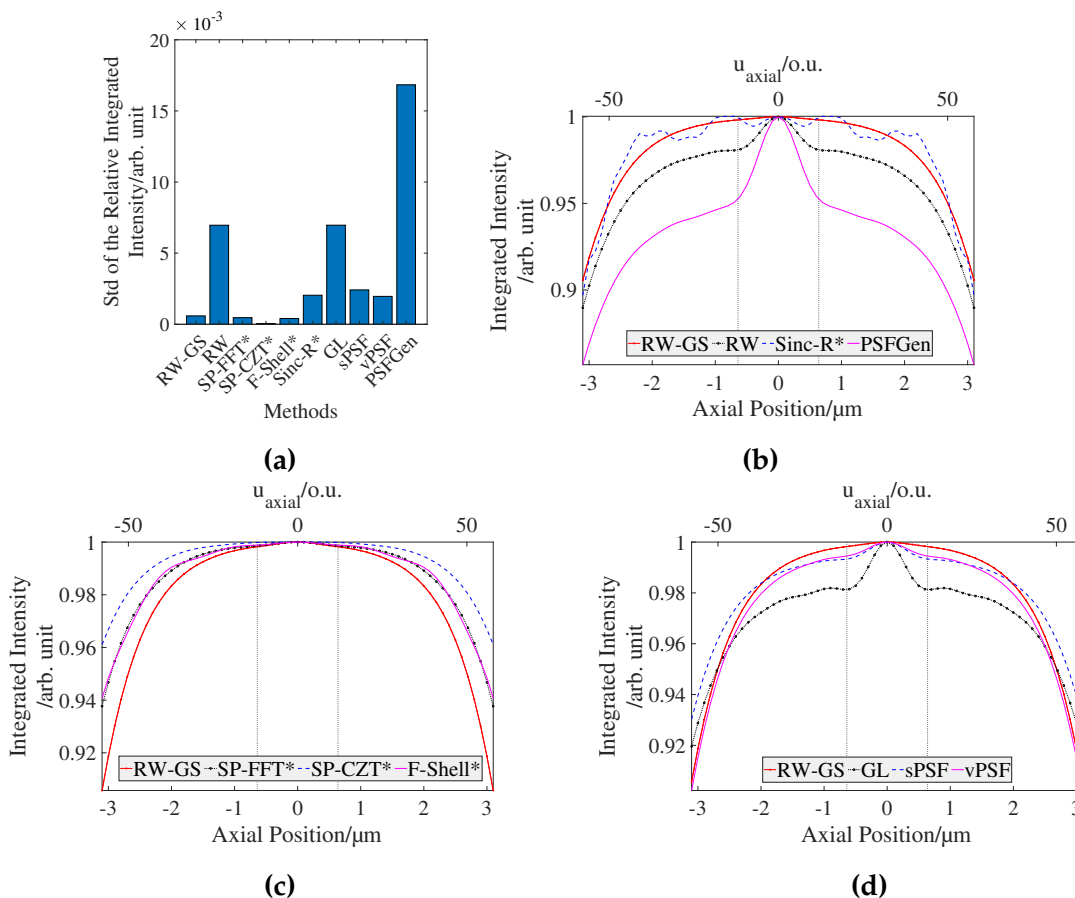 × 10⁻³
20
15
10
5
0
Std of the Relative Integrated
Intensity/arb. unit
RW-GS
RW
SP-FFT*
SP-CZT*
F-Shell*
Sinc-R*
GL
sPSF
vPSF
PSFGen
Methods
(a)
u_axial/o.u.
-50 0 50
1
0.95
0.9
Integrated Intensity
/arb. unit
RW-GS RW Sinc-R* PSFGen
-3 -2 -1 0 1 2 3
Axial Position/μm
(b)
u_axial/o.u.
-50 0 50
1
0.98
0.96
0.94
0.92
Integrated Intensity
/arb. unit
RW-GS SP-FFT* SP-CZT* F-Shell*
-3 -2 -1 0 1 2 3
Axial Position/μm
(c)
u_axial/o.u.
-50 0 50
1
0.98
0.96
0.94
0.92
Integrated Intensity
/arb. unit
RW-GS GL sPSF vPSF
-3 -2 -1 0 1 2 3
Axial Position/μm
(d)